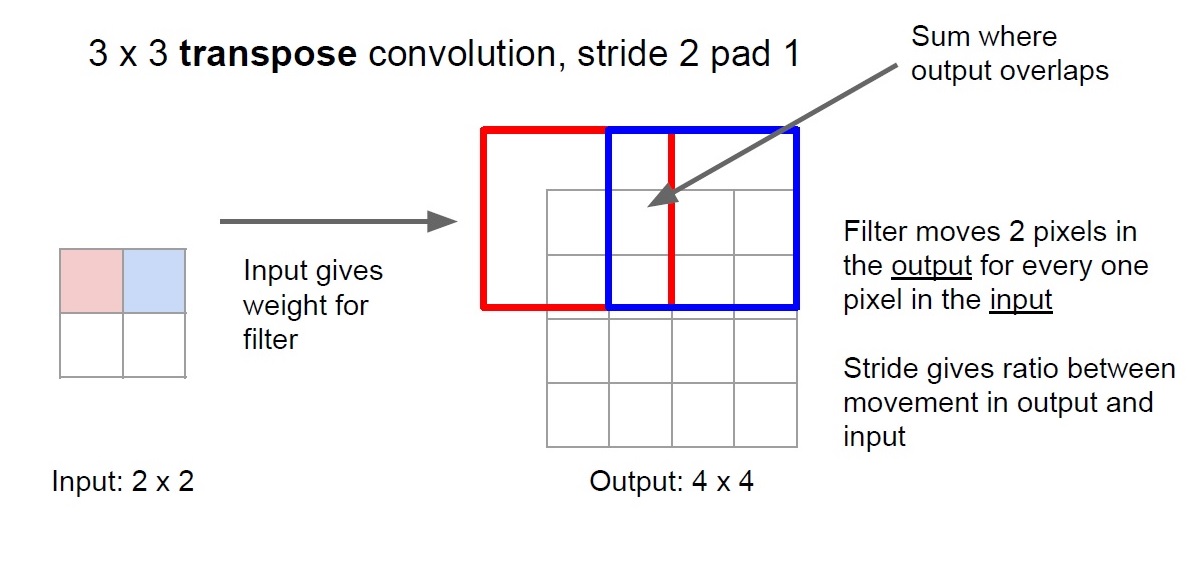 3 x 3 transpose convolution, stride 2 pad 1
Sum where
output overlaps
Input gives
weight for
filter
Filter moves 2 pixels in
the output for every one
pixel in the input
Stride gives ratio between
movement in output and
input
Input: 2 x 2
Output: 4 x 4